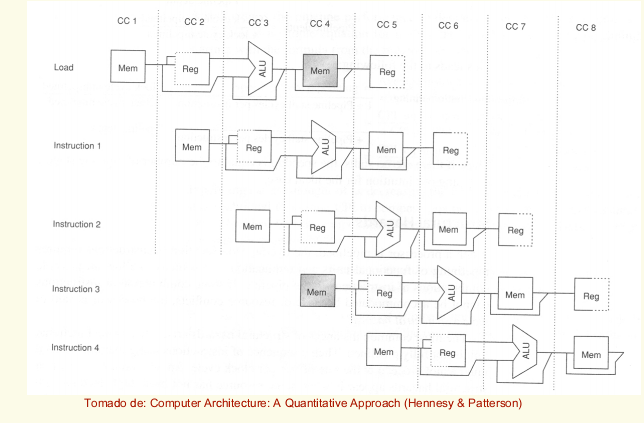 CC 1 CC 2 CC 3 CC 4 CC 5 CC 6 CC 7 CC 8
Load Mem Reg ALU Mem Reg
Instruction 1 Mem Reg ALU Mem Reg
Instruction 2 Mem Reg ALU Mem Reg
Instruction 3 Mem Reg ALU Mem Reg
Instruction 4 Mem Reg ALU Mem
Tomado de: Computer Architecture: A Quantitative Approach (Hennesy & Patterson)